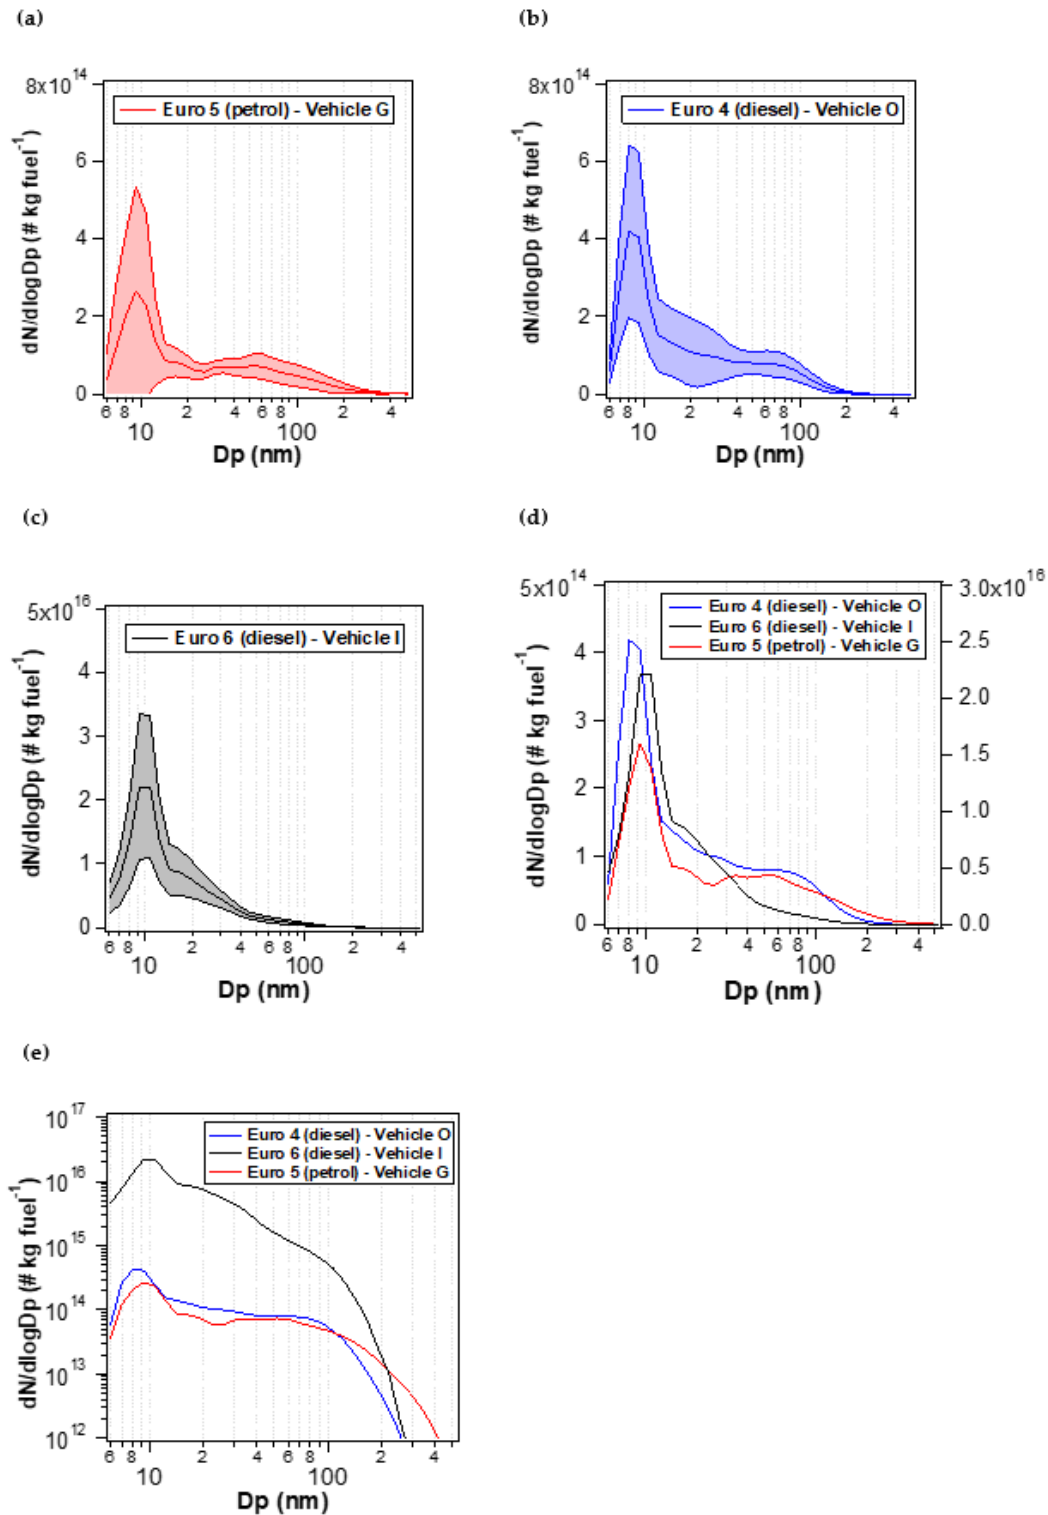 (a)
8x10^14
6
4
2
0
dN/dlogDp (# kg fuel^-1)
Euro 5 (petrol) - Vehicle G
6 8 10 2 4 6 8 100 2 4
Dp (nm)
(b)
8x10^14
6
4
2
0
dN/dlogDp (# kg fuel^-1)
Euro 4 (diesel) - Vehicle O
6 8 10 2 4 6 8 100 2 4
Dp (nm)
(c)
5x10^16
4
3
2
1
0
dN/dlogDp (# kg fuel^-1)
Euro 6 (diesel) - Vehicle I
6 8 10 2 4 6 8 100 2 4
Dp (nm)
(d)
5x10^14
4
3
2
1
0
dN/dlogDp (# kg fuel^-1)
Euro 4 (diesel) - Vehicle O
Euro 6 (diesel) - Vehicle I
Euro 5 (petrol) - Vehicle G
3.0x10^16
2.5
2.0
1.5
1.0
0.5
0.0
6 8 10 2 4 6 8 100 2 4
Dp (nm)
(e)
10^17
10^16
10^15
10^14
10^13
10^12
dN/dlogDp (# kg fuel^-1)
Euro 4 (diesel) - Vehicle O
Euro 6 (diesel) - Vehicle I
Euro 5 (petrol) - Vehicle G
6 8 10 2 4 6 8 100 2 4
Dp (nm)